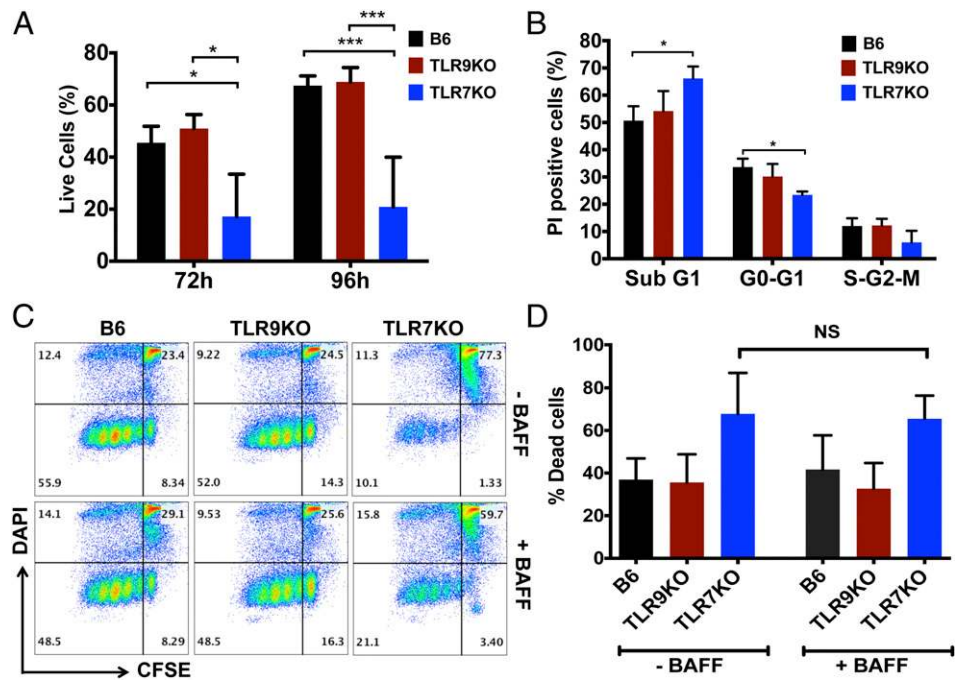 A
***
***
*
*
B6
TLR9KO
TLR7KO
Live Cells (%)
80
60
40
20
0
72h
96h
B
B6
TLR9KO
TLR7KO
*
*
PI positive cells (%)
80
70
60
50
40
30
20
10
0
Sub G1
G0-G1
S-G2-M
C
B6
TLR9KO
TLR7KO
12.4
23.4
9.22
24.5
11.3
77.3
55.9
8.34
52.0
14.3
10.1
1.33
- BAFF
14.1
29.1
9.53
25.6
15.8
59.7
48.5
8.29
48.5
16.3
21.1
3.40
+ BAFF
DAPI
CFSE
D
NS
% Dead cells
100
80
60
40
20
0
B6
TLR9KO
TLR7KO
B6
TLR9KO
TLR7KO
- BAFF
+ BAFF